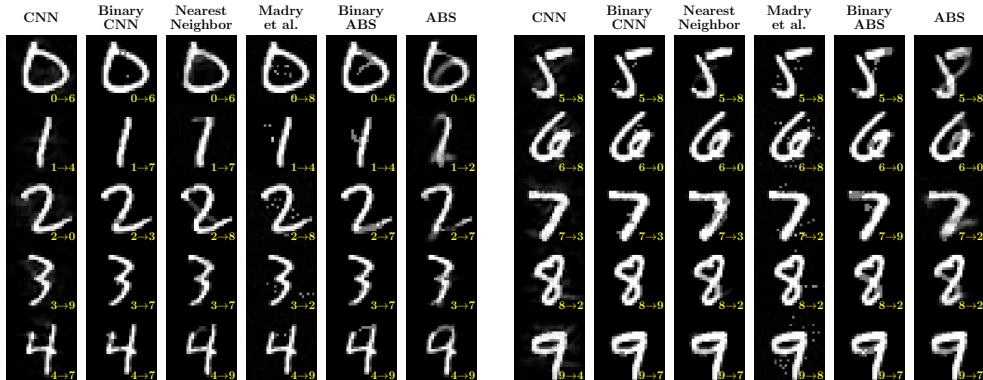 CNN Binary CNN Nearest Neighbor Madry et al. Binary ABS ABS CNN Binary CNN Nearest Neighbor Madry et al. Binary ABS ABS
0→6 0→6 0→6 0→8 0→6 0→6 5→8 5→8 5→8 5→8 5→8 5→8
1→4 1→7 1→7 1→4 1→4 1→2 6→8 6→0 6→0 6→8 6→0 6→0
2→0 2→3 2→8 2→8 2→7 2→7 7→3 7→3 7→3 7→2 7→9 7→2
3→9 3→7 3→7 3→2 3→7 3→7 8→2 8→9 8→2 8→2 8→2 8→2
4→7 4→7 4→9 4→9 4→9 4→9 9→4 9→7 9→7 9→8 9→7 9→7